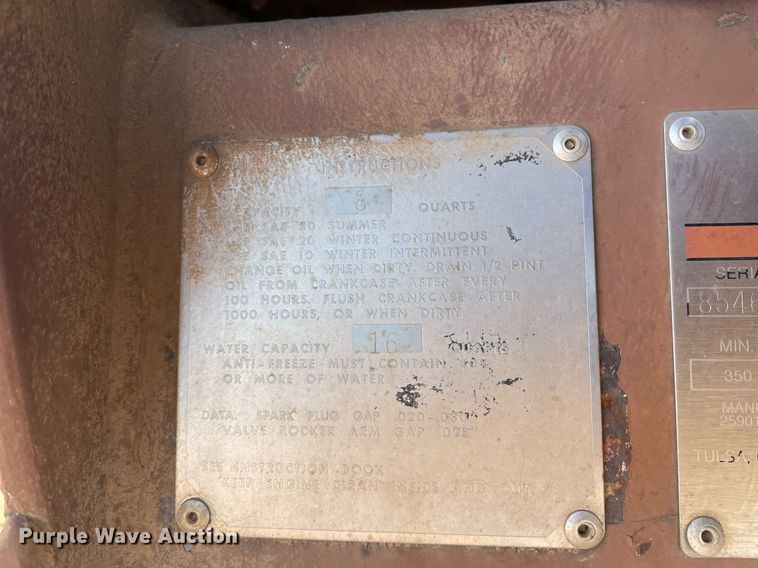 INSTRUCTIONS
CAPACITY 8 QUARTS
SAE 30 SUMMER
SAE 20 WINTER CONTINUOUS
SAE 10 WINTER INTERMITTENT
CHANGE OIL WHEN DIRTY. DRAIN 1/2 PINT
OIL FROM CRANKCASE AFTER EVERY
100 HOURS. FLUSH CRANKCASE AFTER
1000 HOURS, OR WHEN DIRTY.
WATER CAPACITY 16 QUARTS
ANTI-FREEZE MUST CONTAIN
OR MORE OF WATER
DATA: SPARK PLUG GAP
VALVE ROCKER ARM GAP
SEE INSTRUCTION BOOK
KEEP ENGINE CLEAN INSIDE AND OUT
SERIA
8546
MIN.
350
MANU
25901
TULSA,
Purple Wave Auction